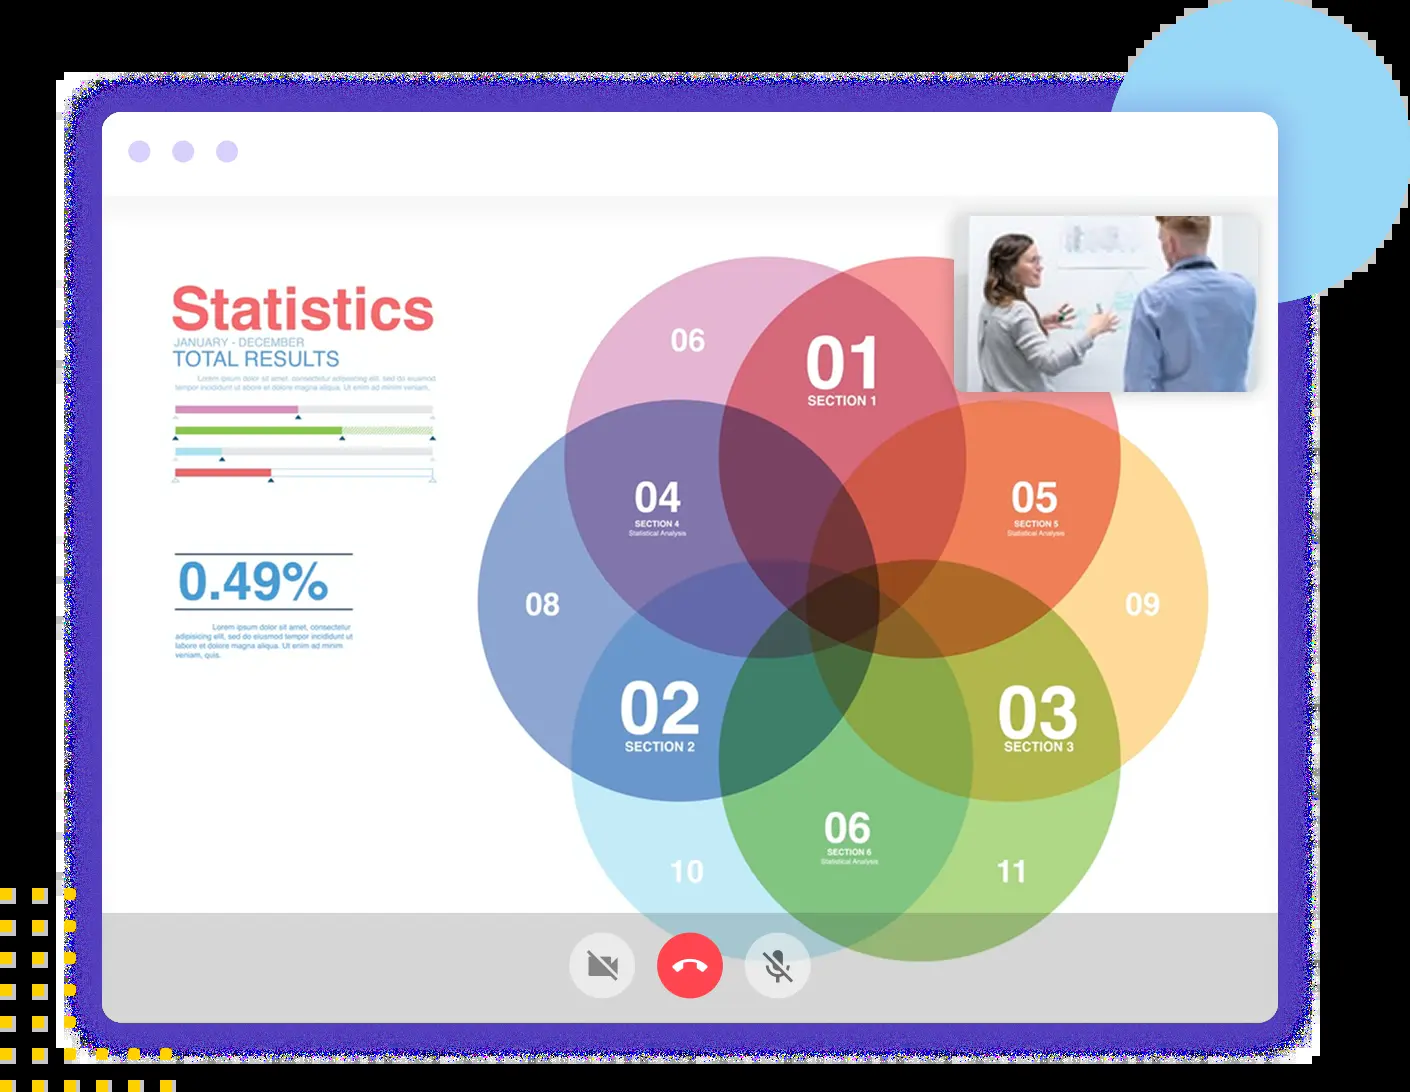 Statistics
JANUARY - DECEMBER
TOTAL RESULTS
Lorem ipsum dolor sit amet, consectetur adipisicing elit, sed do eiusmod
tempor incididunt ut labore et dolore magna aliqua. Ut enim ad minim veniam,
0.49%
Lorem ipsum dolor sit amet, consectetur
adipisicing elit, sed do eiusmod tempor incididunt ut
labore et dolore magna aliqua. Ut enim ad minim
veniam, quis.
06
01
SECTION 1
04
SECTION 4
Statistical Analysis
05
SECTION 5
Statistical Analysis
08
09
02
SECTION 2
03
SECTION 3
06
SECTION 6
Statistical Analysis
10
11